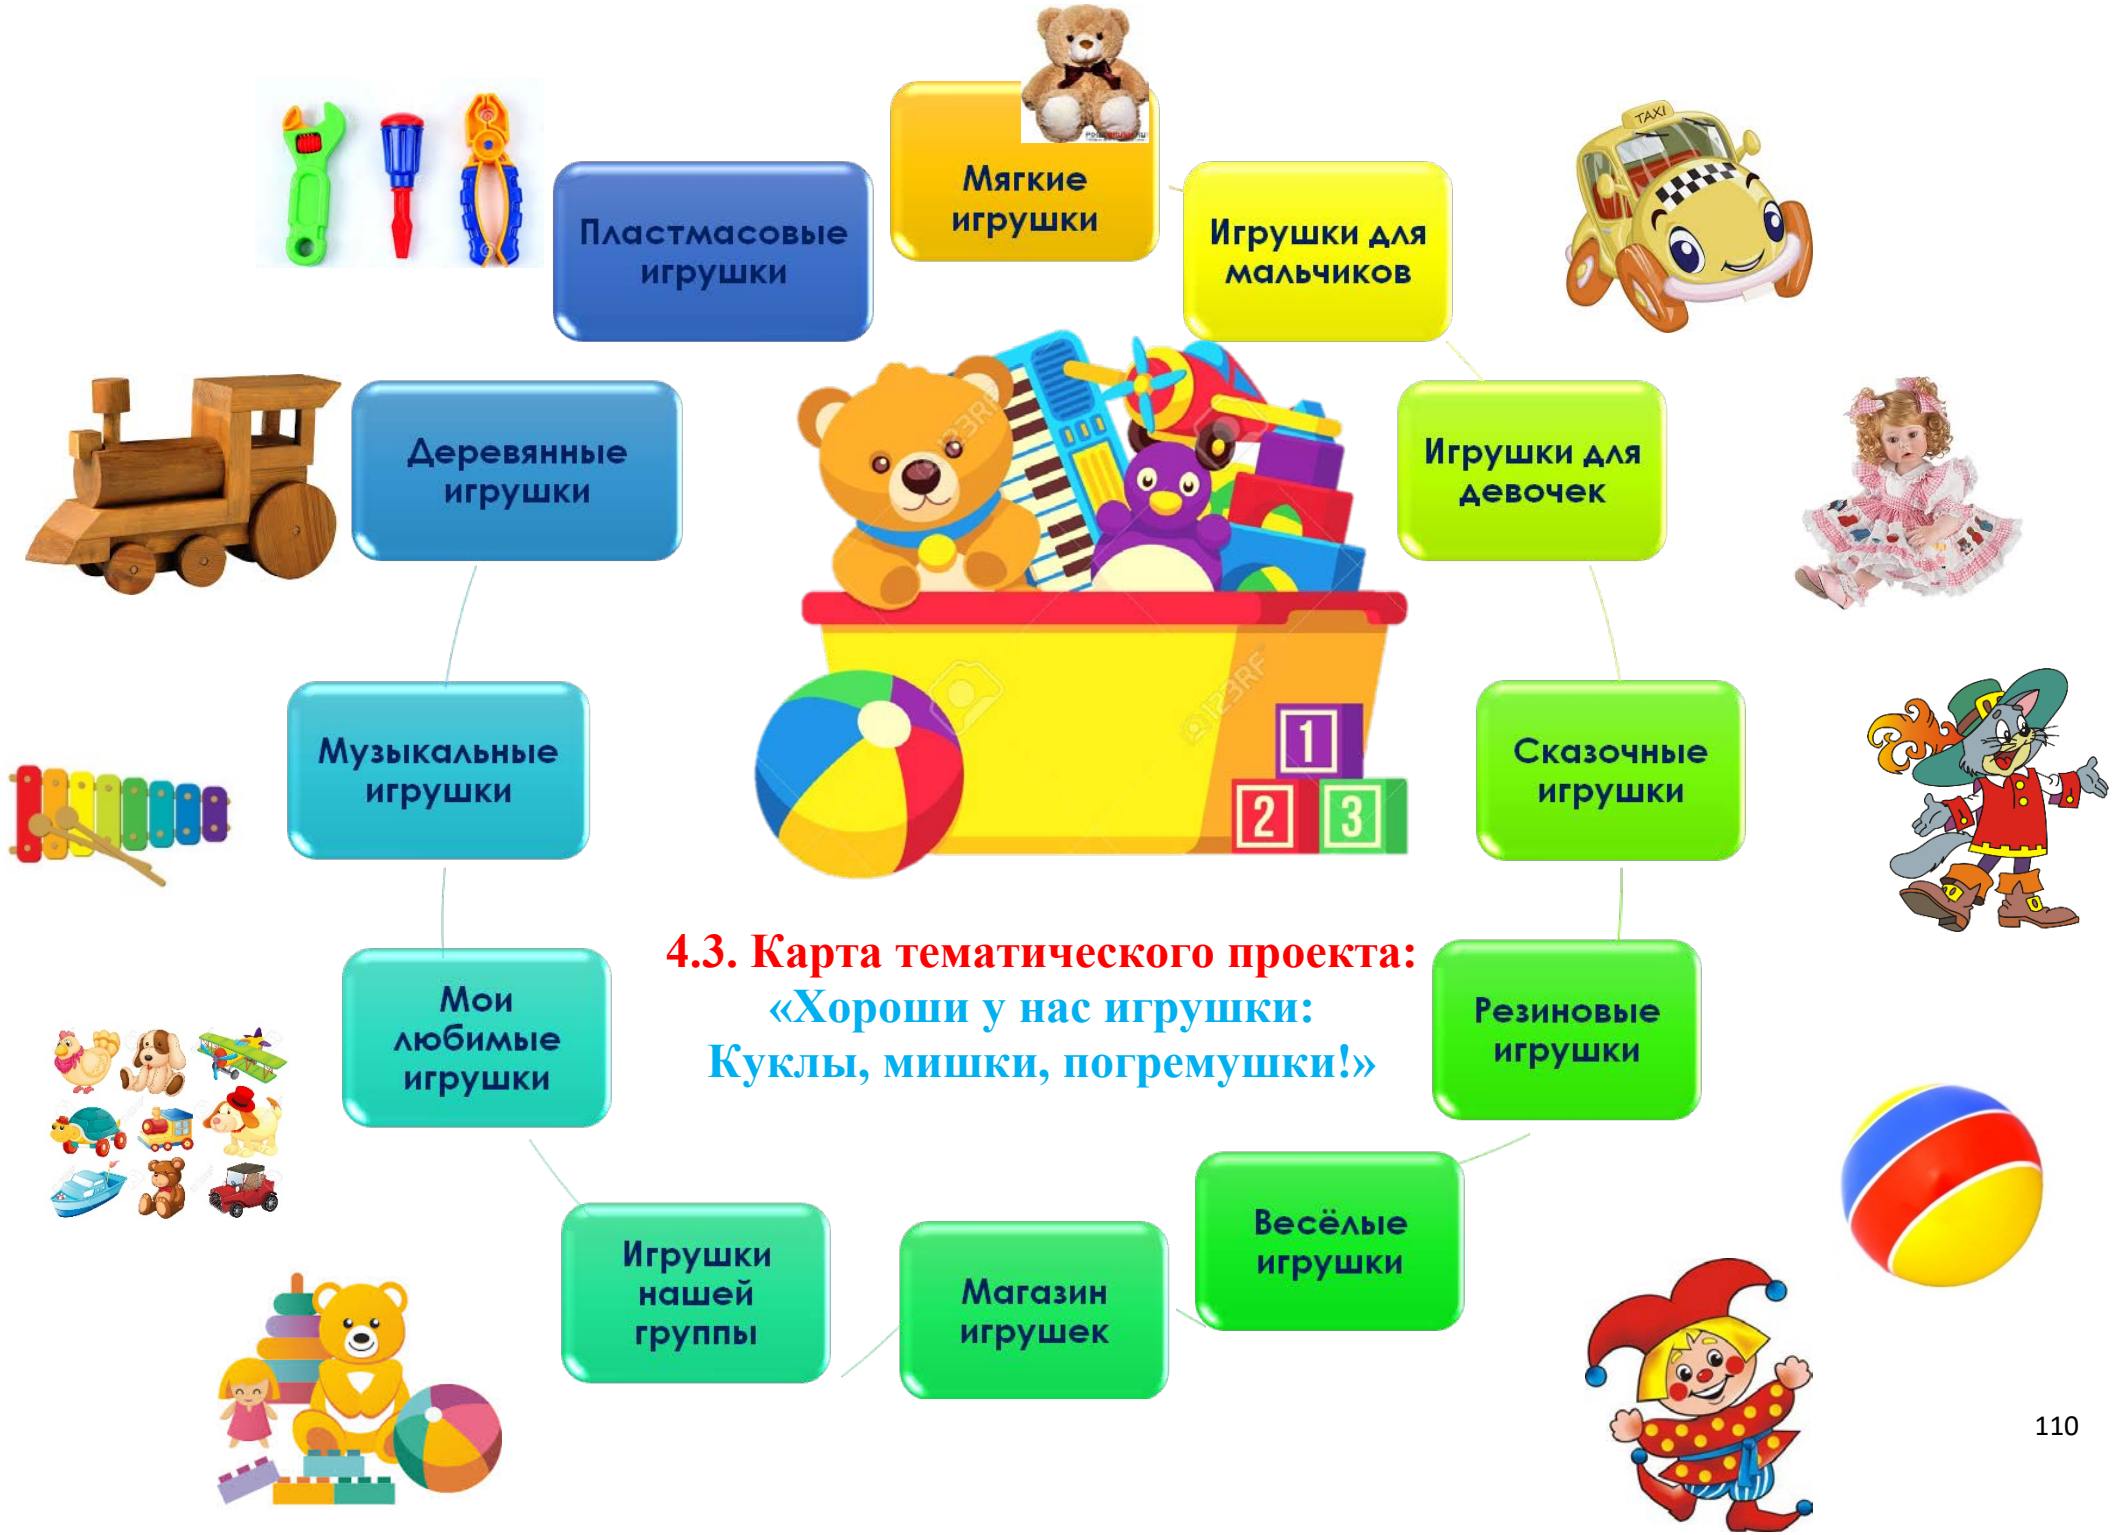 Мягкие
игрушки
Игрушки для
мальчиков
TAXI
Игрушки для
девочек
Сказочные
игрушки
Резиновые
игрушки
Весёлые
игрушки
Магазин
игрушек
Игрушки
нашей
группы
Мои
любимые
игрушки
Музыкальные
игрушки
Деревянные
игрушки
Пластмасовые
игрушки
123RF
123RF
1
2
3
4.3. Карта тематического проекта:
«Хороши у нас игрушки:
Куклы, мишки, погремушки!»
110